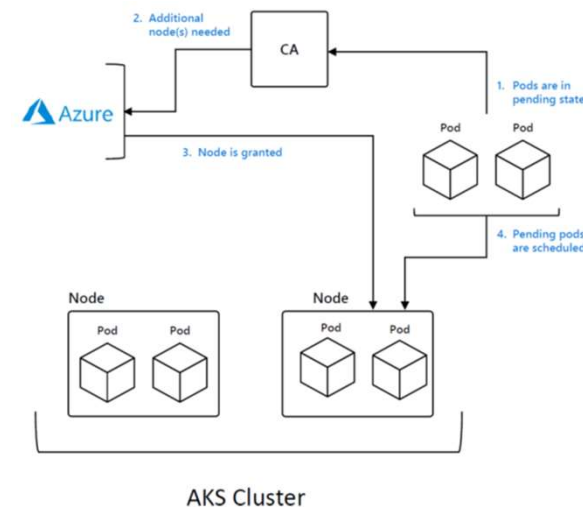 2. Additional
node(s) needed
CA
1. Pods are in
pending state
Azure
Pod Pod
3. Node is granted
4. Pending pods
are scheduled
Node Node
Pod Pod Pod Pod
AKS Cluster